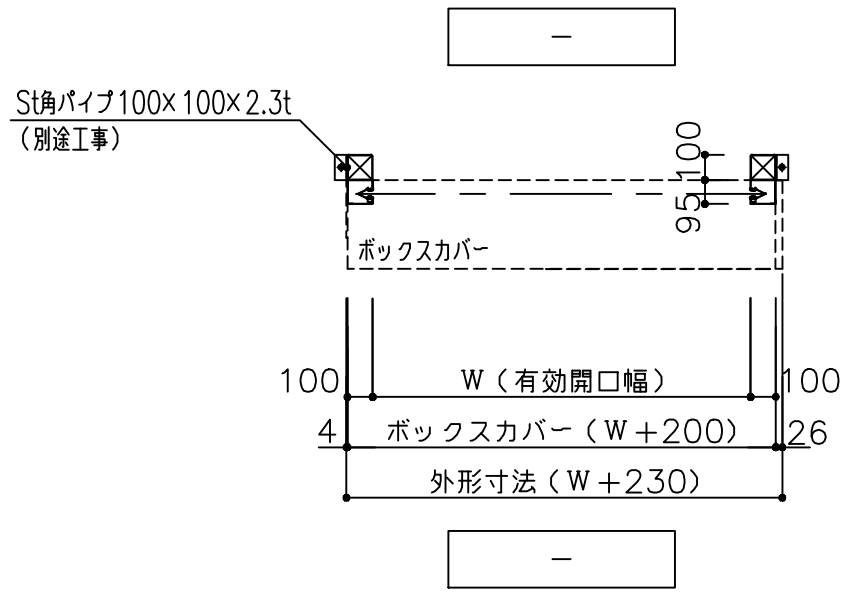 —
St角パイプ100×100×2.3t
（別途工事）
100
95
ボックスカバー
100 W（有効開口幅） 100
4 ボックスカバー（W+200） 26
外形寸法（W+230）
—